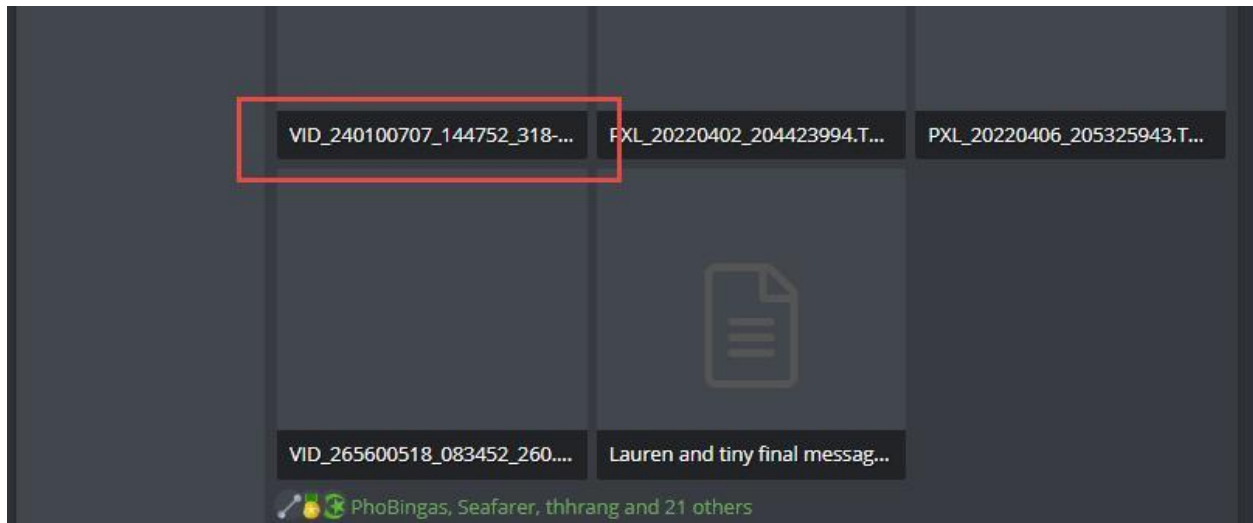 VID_240100707_144752_318-...
PXL_20220402_204423994.T...
PXL_20220406_205325943.T...
VID_265600518_083452_260....
Lauren and tiny final messag...
PhoBingas, Seafarer, thhrang and 21 others